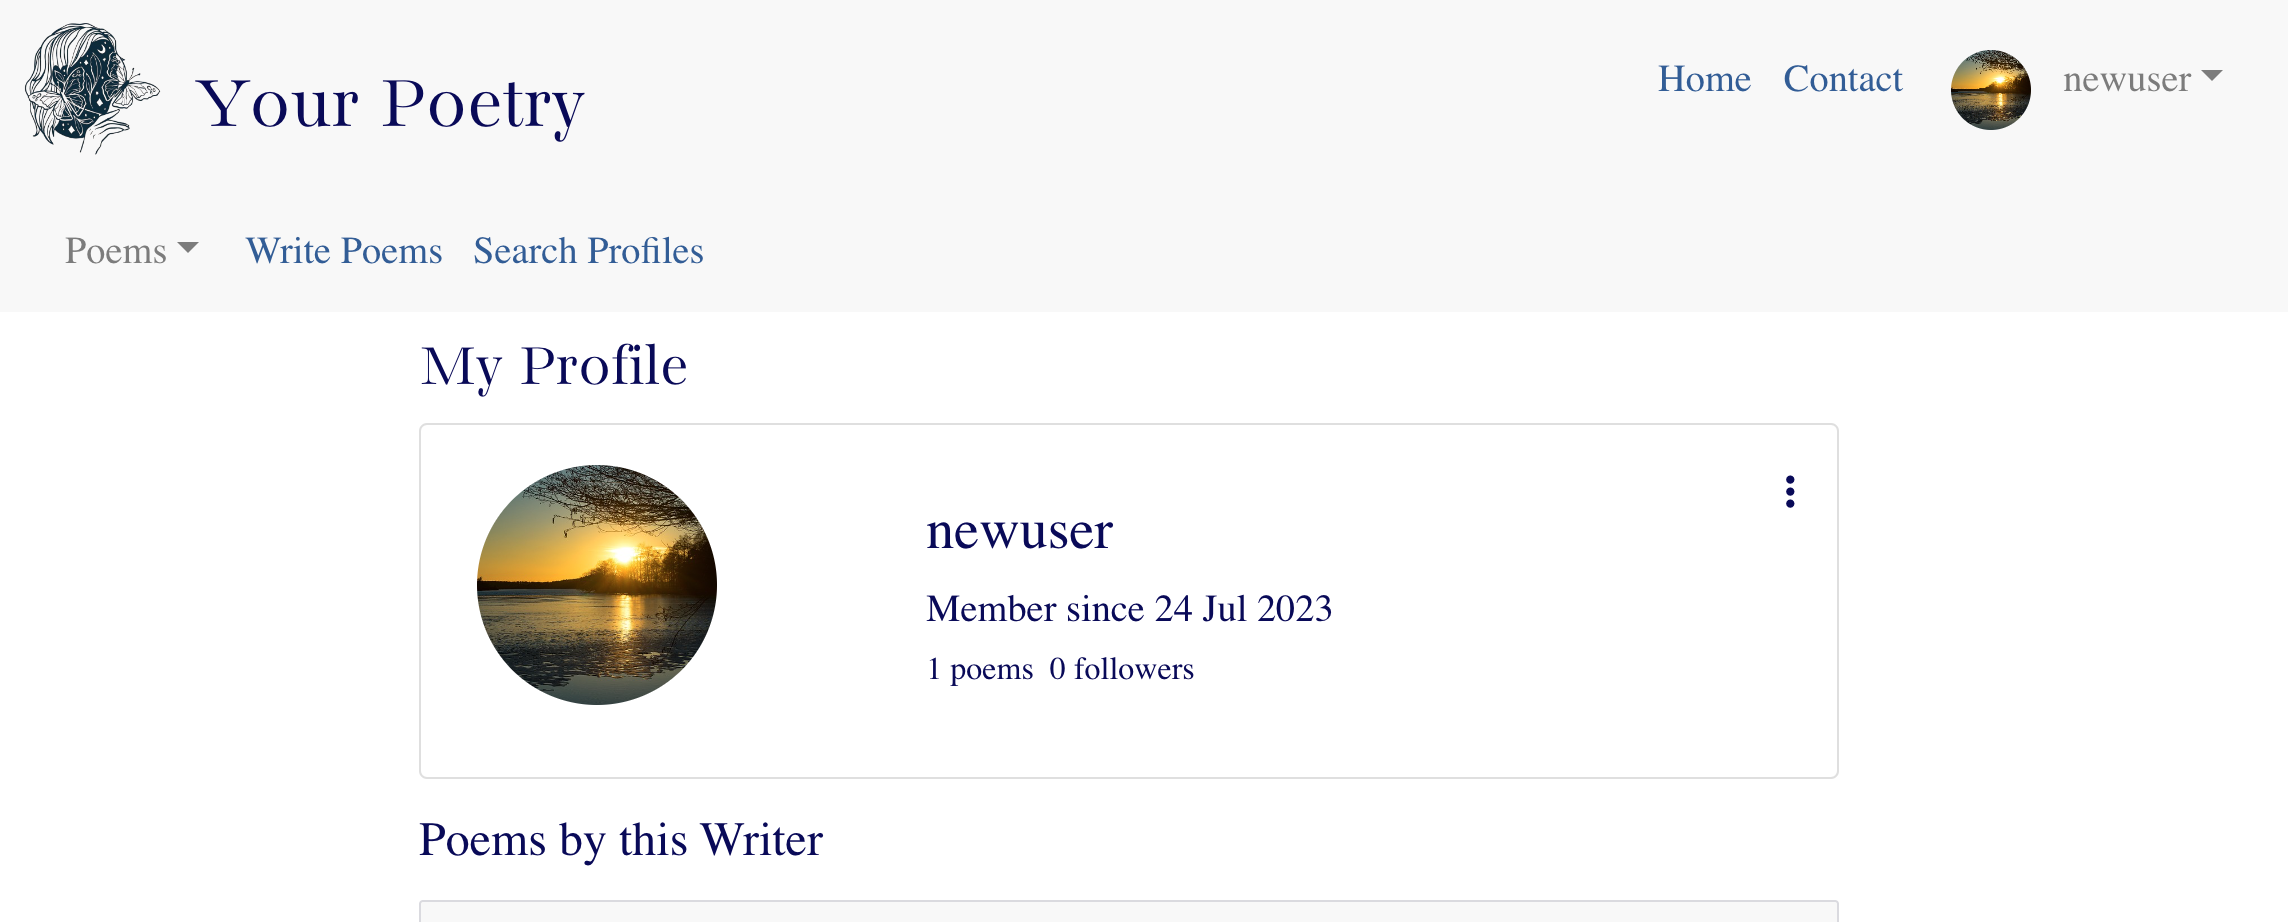 Your Poetry
Home Contact newuser
Poems Write Poems Search Profiles
My Profile
newuser
Member since 24 Jul 2023
1 poems 0 followers
Poems by this Writer